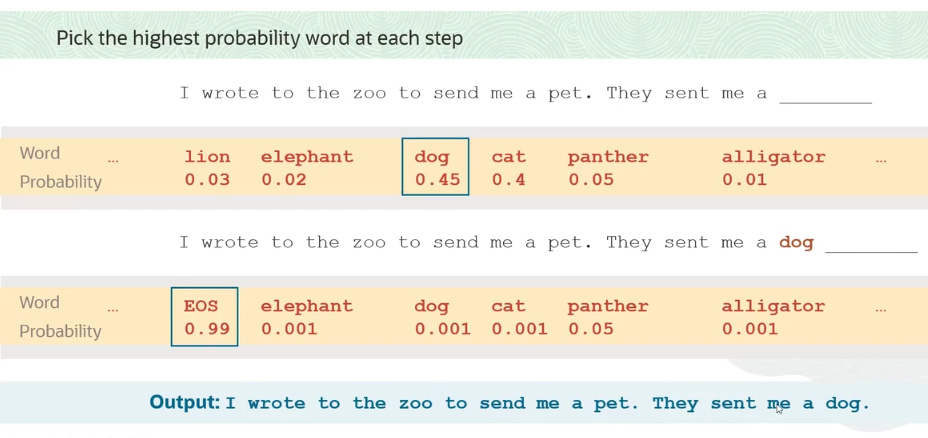 Pick the highest probability word at each step
I wrote to the zoo to send me a pet. They sent me a ________
Word ... lion elephant dog cat panther alligator ...
Probability 0.03 0.02 0.45 0.4 0.05 0.01
I wrote to the zoo to send me a pet. They sent me a dog ________
Word ... EOS elephant dog cat panther alligator ...
Probability 0.99 0.001 0.001 0.001 0.05 0.001
Output: I wrote to the zoo to send me a pet. They sent me a dog.